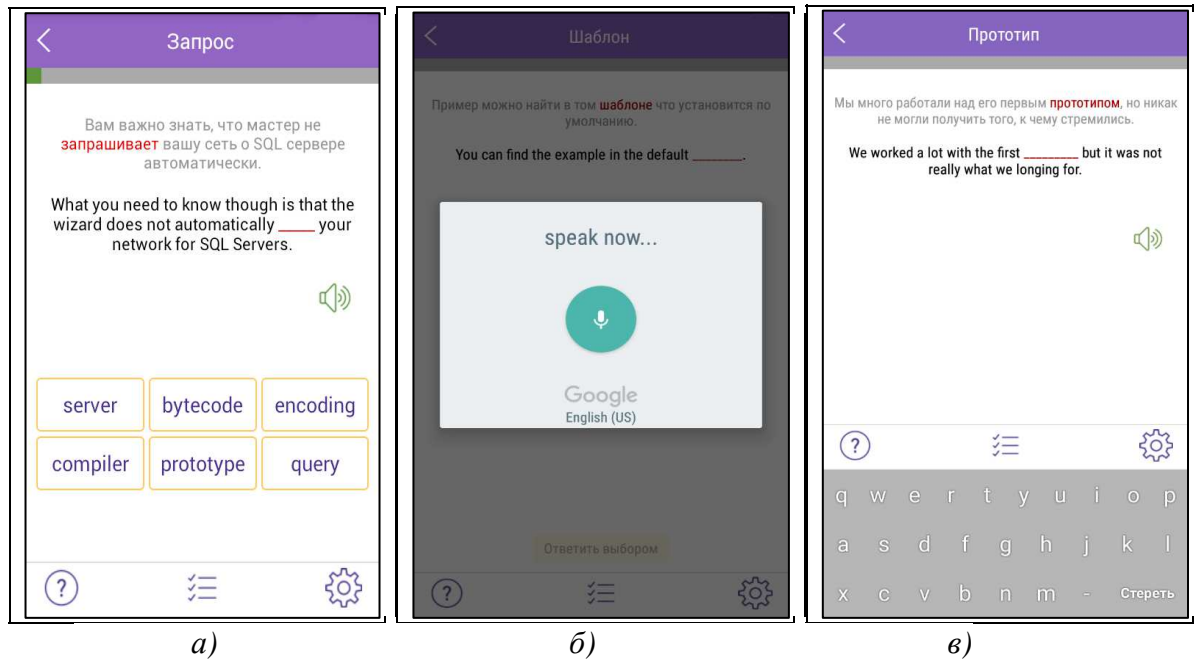 Запрос
Вам важно знать, что мастер не
запрашивает вашу сеть о SQL сервере
автоматически.
What you need to know though is that the
wizard does not automatically _____ your
network for SQL Servers.
server bytecode encoding
compiler prototype query
?
а)
Шаблон
Пример можно найти в том шаблоне что установится по
умолчанию.
You can find the example in the default ________.
speak now...
Google
English (US)
Ответить выбором
?
б)
Прототип
Мы много работали над его первым прототипом, но никак
не могли получить того, к чему стремились.
We worked a lot with the first _________ but it was not
really what we longing for.
?
q w e r t y u i o p
a s d f g h j k l
x c v b n m - Стереть
в)